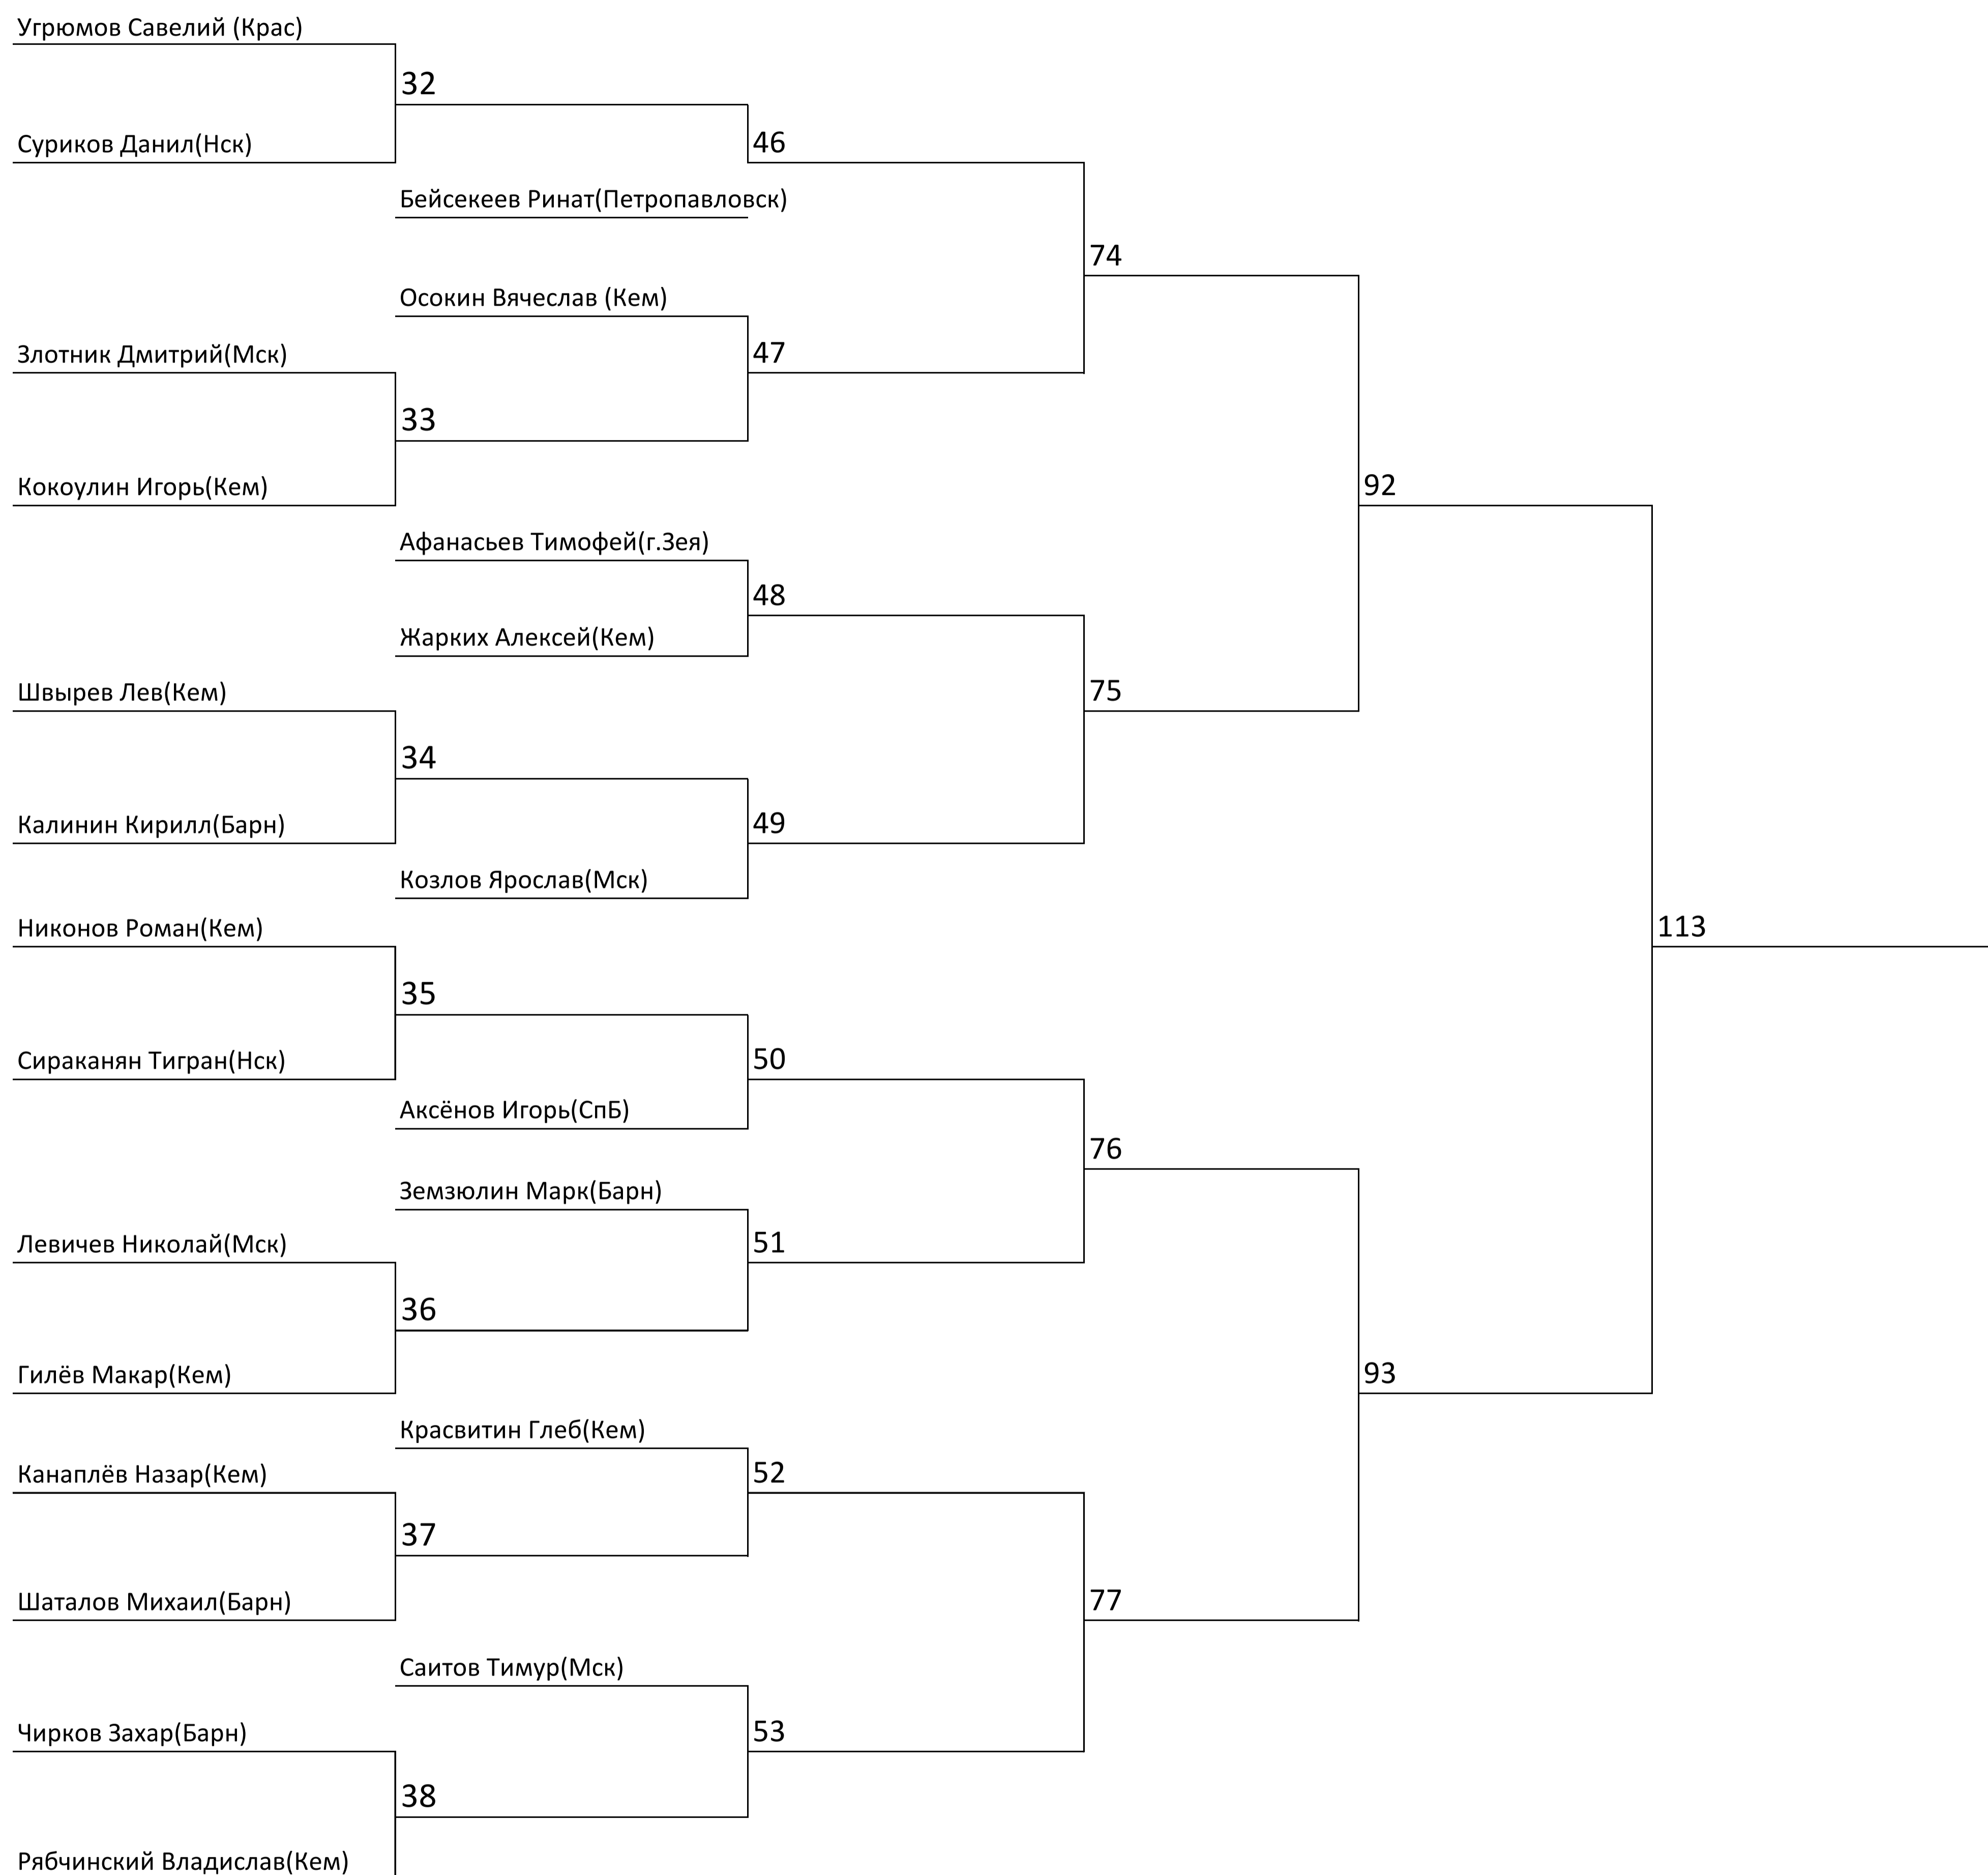 Угрюмов Савелий (Крас)
32
Суриков Данил(Нск)
46
Бейсекеев Ринат(Петропавловск)
74
Осокин Вячеслав (Кем)
Злотник Дмитрий(Мск)
47
33
Кокоулин Игорь(Кем)
92
Афанасьев Тимофей(г.Зея)
48
Жарких Алексей(Кем)
Швырев Лев(Кем)
75
34
Калинин Кирилл(Барн)
49
Козлов Ярослав(Мск)
Никонов Роман(Кем)
113
35
Сираканян Тигран(Нск)
50
Аксёнов Игорь(СпБ)
76
Земзюлин Марк(Барн)
Левичев Николай(Мск)
51
36
Гилёв Макар(Кем)
93
Красвитин Глеб(Кем)
Канаплёв Назар(Кем)
52
37
Шаталов Михаил(Барн)
77
Саитов Тимур(Мск)
Чирков Захар(Барн)
53
38
Рябчинский Владислав(Кем)